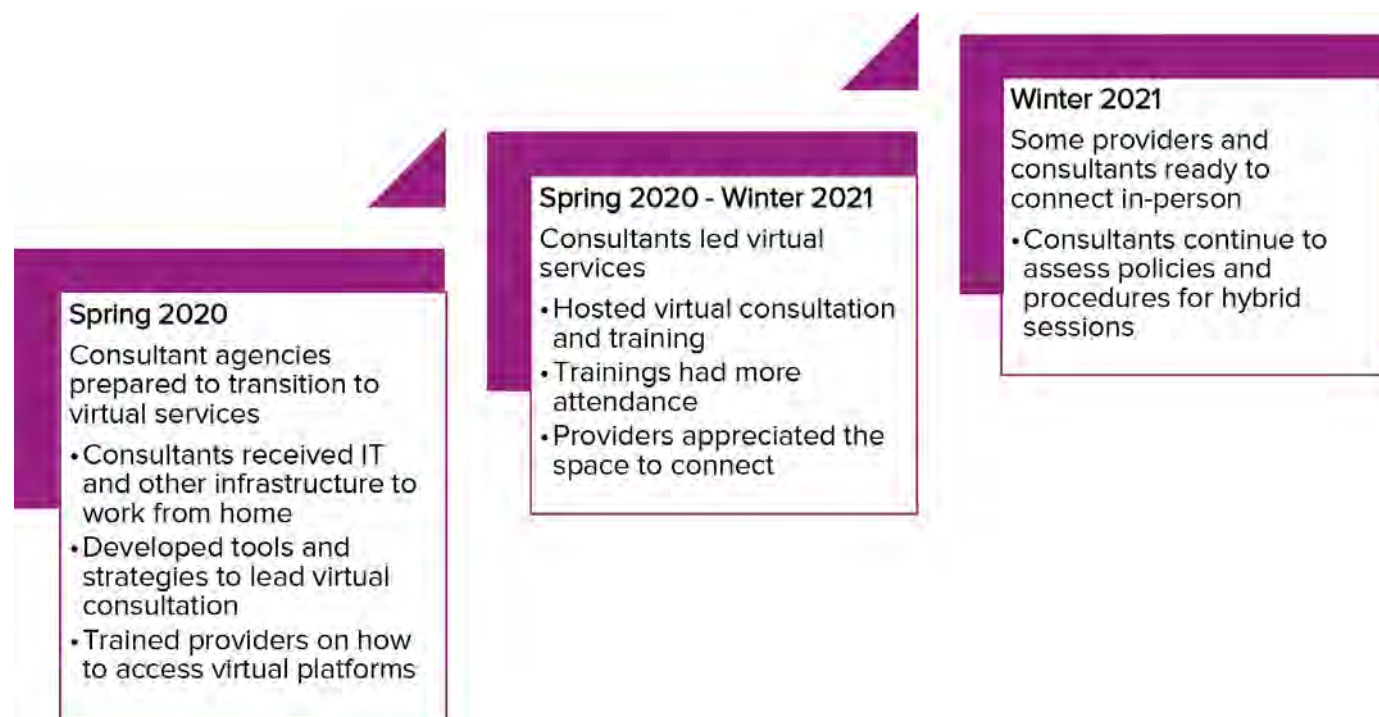 Spring 2020
Consultant agencies
prepared to transition to
virtual services
•Consultants received IT
and other infrastructure to
work from home
•Developed tools and
strategies to lead virtual
consultation
•Trained providers on how
to access virtual platforms
Spring 2020 - Winter 2021
Consultants led virtual
services
•Hosted virtual consultation
and training
•Trainings had more
attendance
•Providers appreciated the
space to connect
Winter 2021
Some providers and
consultants ready to
connect in-person
•Consultants continue to
assess policies and
procedures for hybrid
sessions